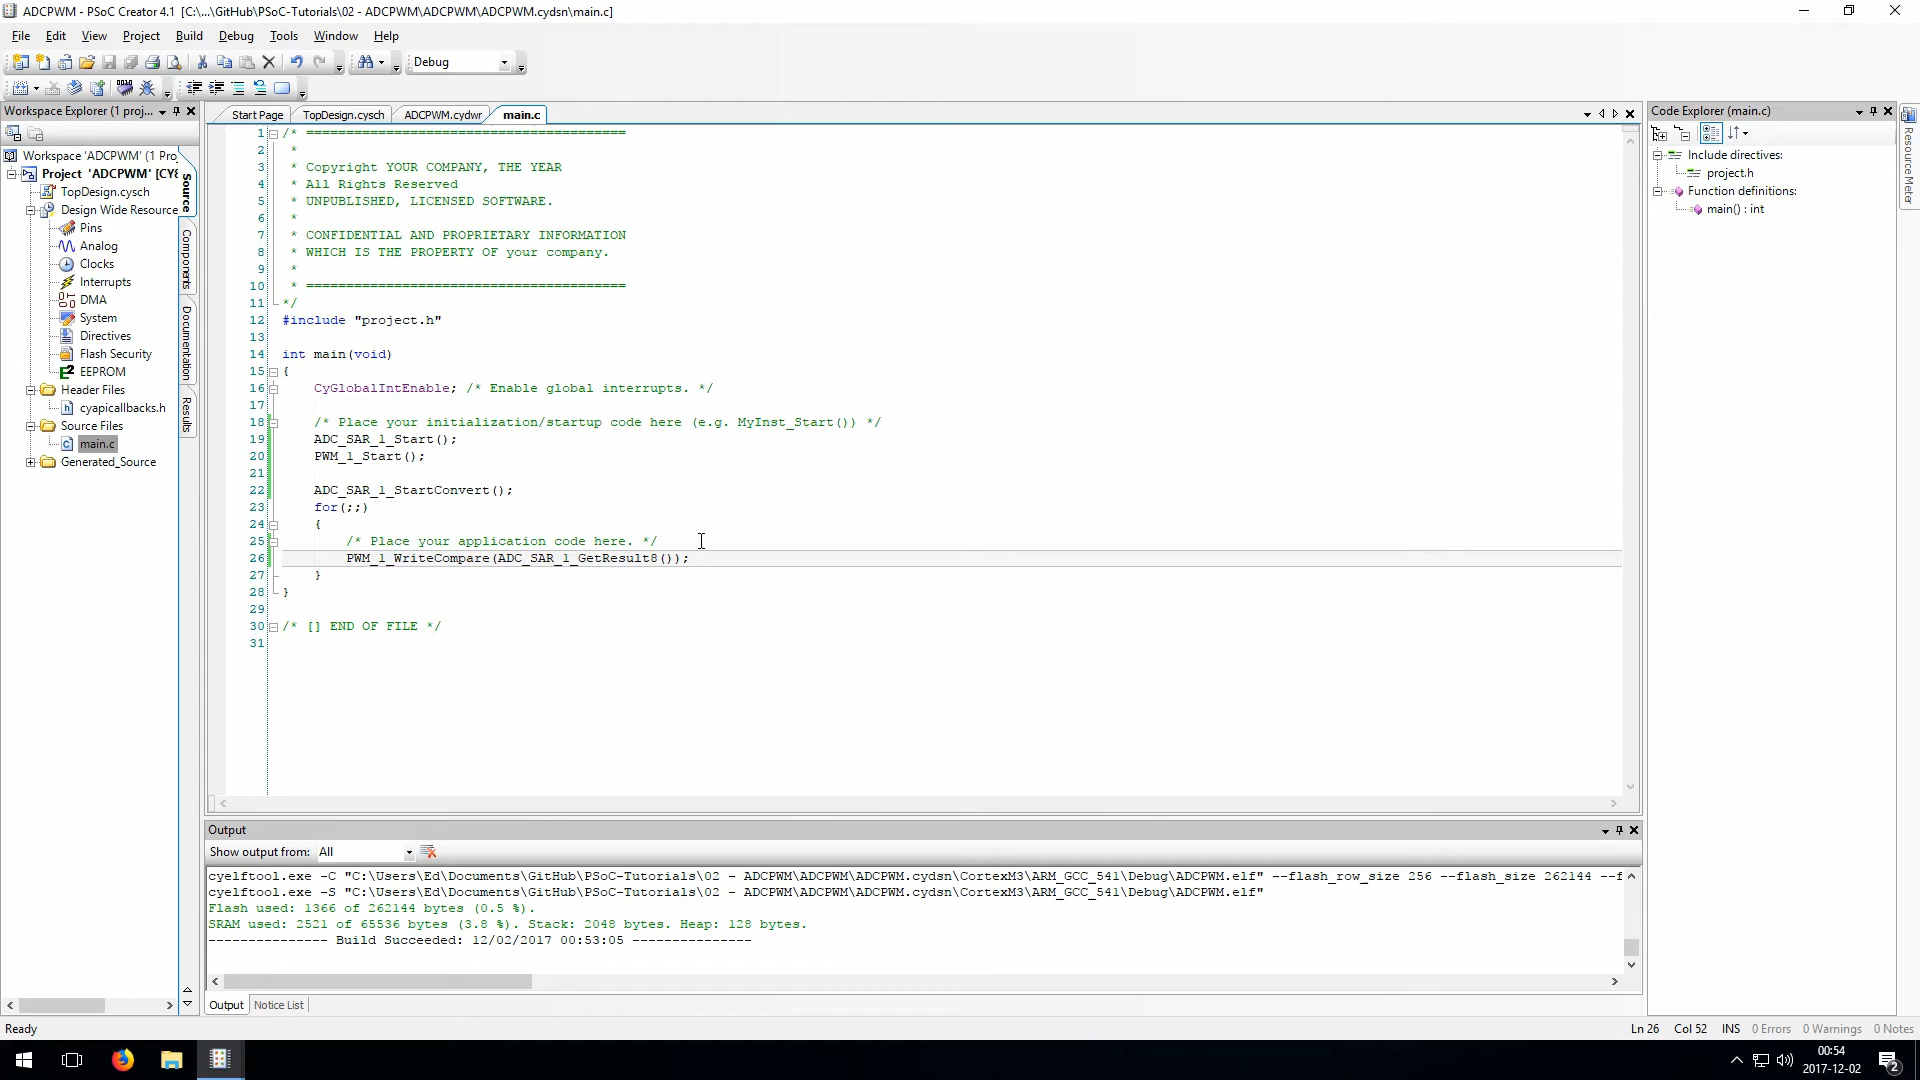 ADCPWM - PSoC Creator 4.1 [C:\...\GitHub\PSoC-Tutorials\02 - ADCPWM\ADCPWM\ADCPWM.cydsn\main.c]
File Edit View Project Build Debug Tools Window Help
Debug
Workspace Explorer (1 proj...
Workspace 'ADCPWM' (1 Proj
Project 'ADCPWM' [CY8
TopDesign.cysch
Design Wide Resource
Pins
Analog
Clocks
Interrupts
DMA
System
Directives
Flash Security
EEPROM
Header Files
cyapicallbacks.h
Source Files
main.c
Generated_Source
Source
Components
Documentation
Results
Start Page TopDesign.cysch ADCPWM.cydwr main.c
1 /* ========================================
2 *
3 * Copyright YOUR COMPANY, THE YEAR
4 * All Rights Reserved
5 * UNPUBLISHED, LICENSED SOFTWARE.
6 *
7 * CONFIDENTIAL AND PROPRIETARY INFORMATION
8 * WHICH IS THE PROPERTY OF your company.
9 *
10 * ========================================
11 */
12 #include "project.h"
13
14 int main(void)
15 {
16 CyGlobalIntEnable; /* Enable global interrupts. */
17
18 /* Place your initialization/startup code here (e.g. MyInst_Start()) */
19 ADC_SAR_1_Start();
20 PWM_1_Start();
21
22 ADC_SAR_1_StartConvert();
23 for(;;)
24 {
25 /* Place your application code here. */
26 PWM_1_WriteCompare(ADC_SAR_1_GetResult8());
27 }
28 }
29
30 /* [] END OF FILE */
31
Code Explorer (main.c)
Include directives:
project.h
Function definitions:
main() : int
Resource Meter
Output
Show output from: All
cyelftool.exe -C "C:\Users\Ed\Documents\GitHub\PSoC-Tutorials\02 - ADCPWM\ADCPWM\ADCPWM.cydsn\CortexM3\ARM_GCC_541\Debug\ADCPWM.elf" --flash_row_size 256 --flash_size 262144 --f
cyelftool.exe -S "C:\Users\Ed\Documents\GitHub\PSoC-Tutorials\02 - ADCPWM\ADCPWM\ADCPWM.cydsn\CortexM3\ARM_GCC_541\Debug\ADCPWM.elf"
Flash used: 1366 of 262144 bytes (0.5 %).
SRAM used: 2521 of 65536 bytes (3.8 %). Stack: 2048 bytes. Heap: 128 bytes.
--------------- Build Succeeded: 12/02/2017 00:53:05 ---------------
Output Notice List
Ready Ln 26 Col 52 INS 0 Errors 0 Warnings 0 Notes
00:54
2017-12-02
2